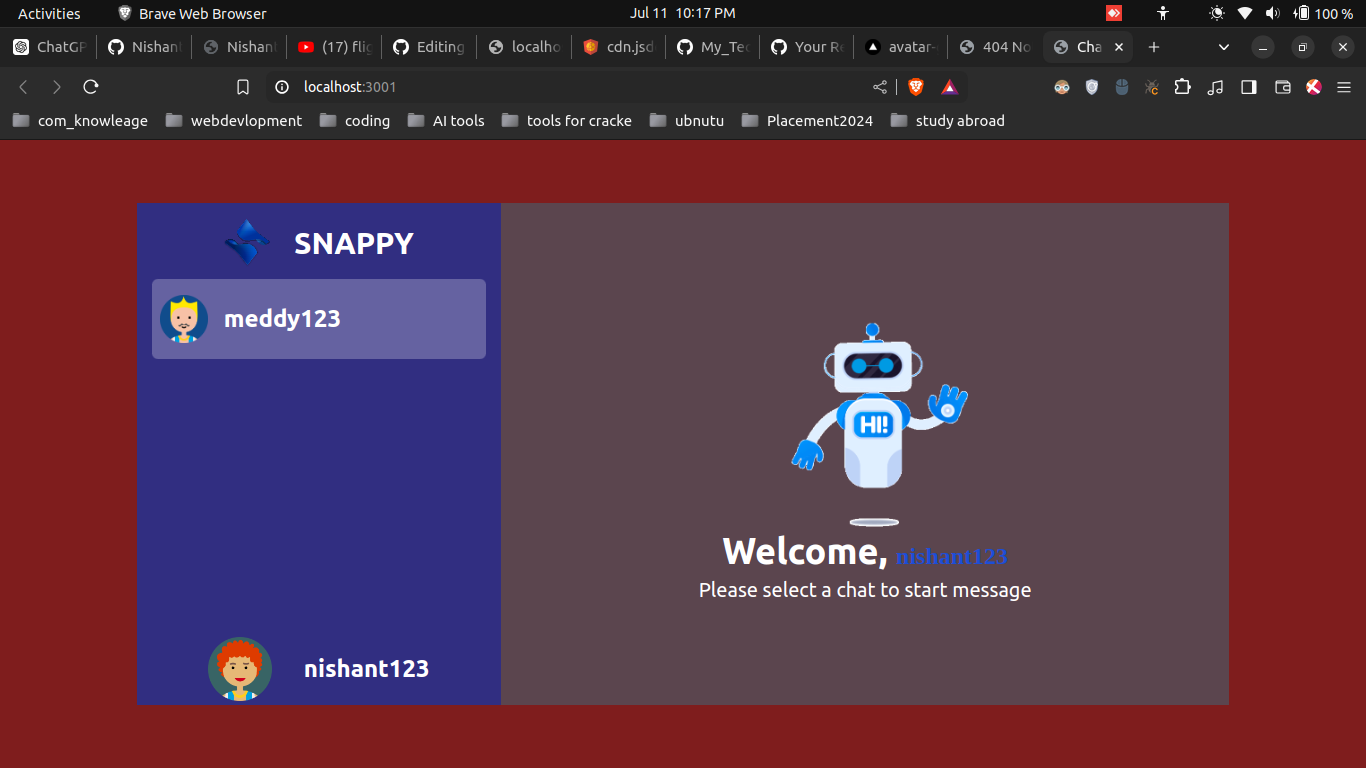 Activities Brave Web Browser Jul 11 10:17 PM 100 %
ChatGP Nishan Nishan (17) flig Editing localho cdn.jsd My_Tec Your Re avatar- 404 No Cha
localhost:3001
com_knowleage webdevlopment coding AI tools tools for cracke ubnutu Placement2024 study abroad
SNAPPY
meddy123
HI!
Welcome, nishant123
Please select a chat to start message
nishant123